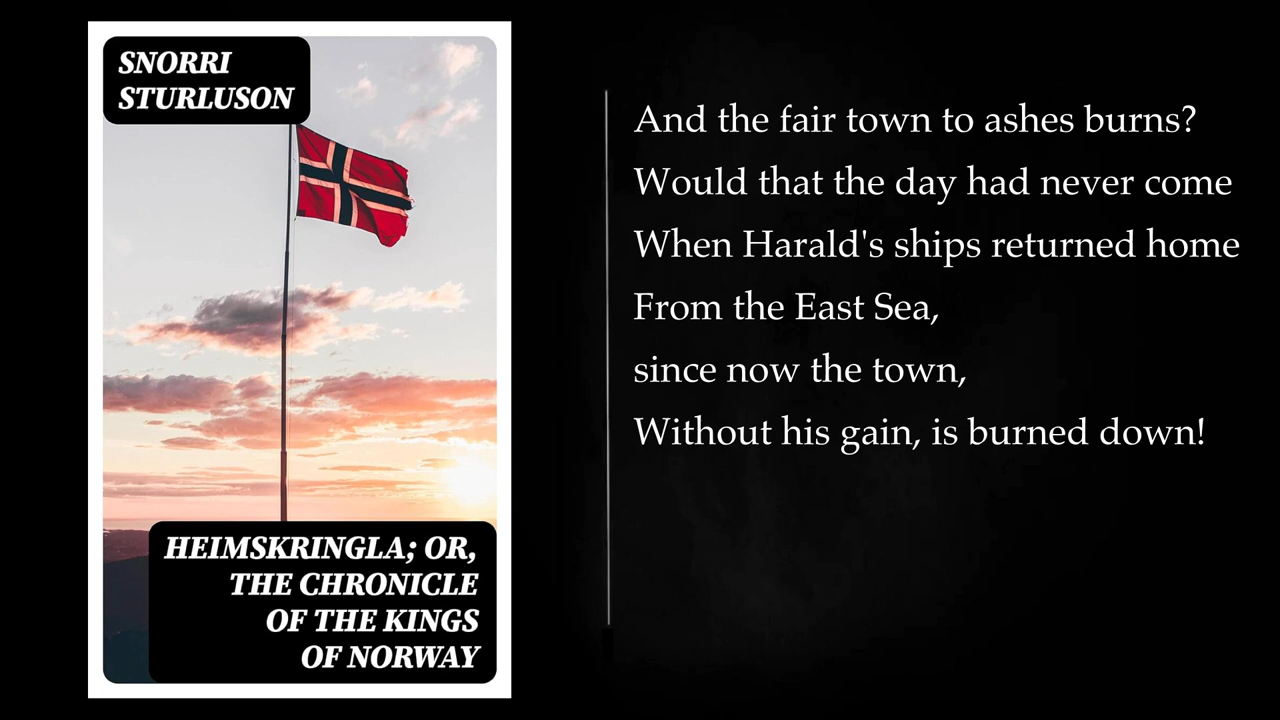 SNORRI
STURLUSON
HEIMSKRINGLA; OR,
THE CHRONICLE
OF THE KINGS
OF NORWAY
And the fair town to ashes burns?
Would that the day had never come
When Harald's ships returned home
From the East Sea,
since now the town,
Without his gain, is burned down!